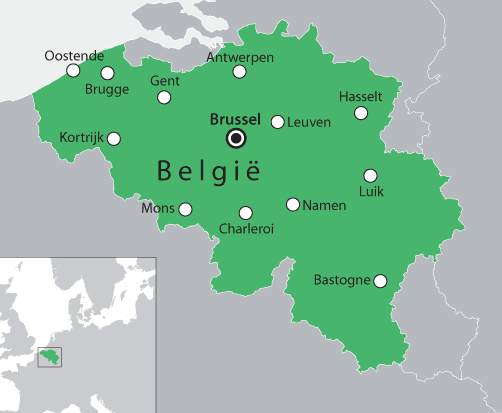 Oostende
Antwerpen
Brugge
Gent
Hasselt
Brussel
Leuven
Kortrijk
België
Luik
Mons
Namen
Charleroi
Bastogne